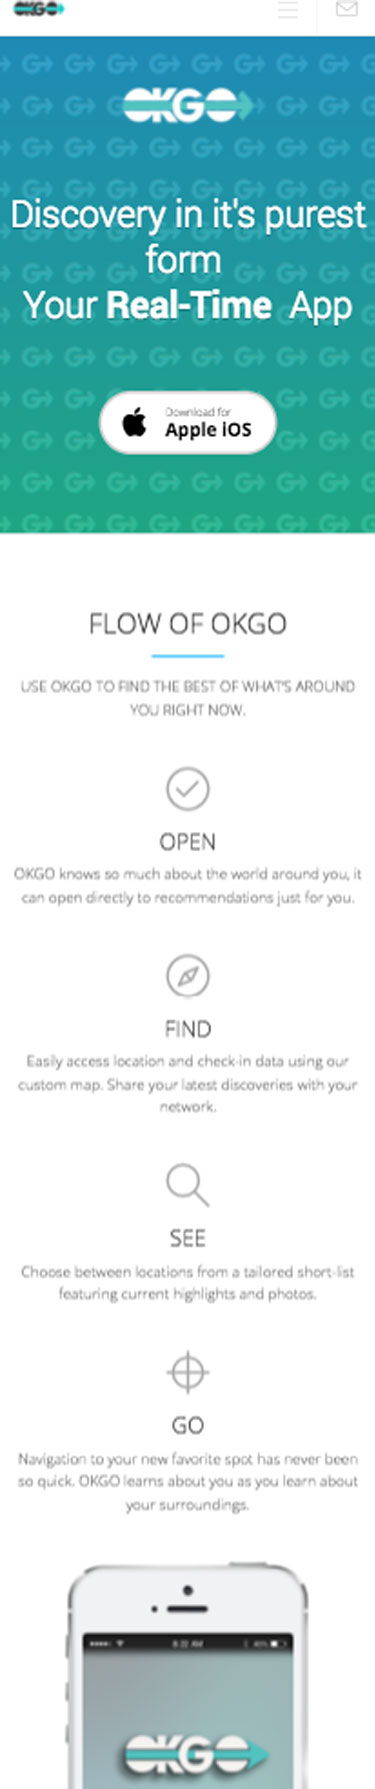 OKGO
OKGO
Discovery in it's purest
form
Your Real-Time App
Download for
Apple iOS
FLOW OF OKGO
USE OKGO TO FIND THE BEST OF WHAT'S AROUND
YOU RIGHT NOW.
OPEN
OKGO knows so much about the world around you, it
can open directly to recommendations just for you.
FIND
Easily access location and check-in data using our
custom map. Share your latest discoveries with your
network.
SEE
Choose between locations from a tailored short-list
featuring current highlights and photos.
GO
Navigation to your new favorite spot has never been
so quick. OKGO learns about you as you learn about
your surroundings.
OKGO